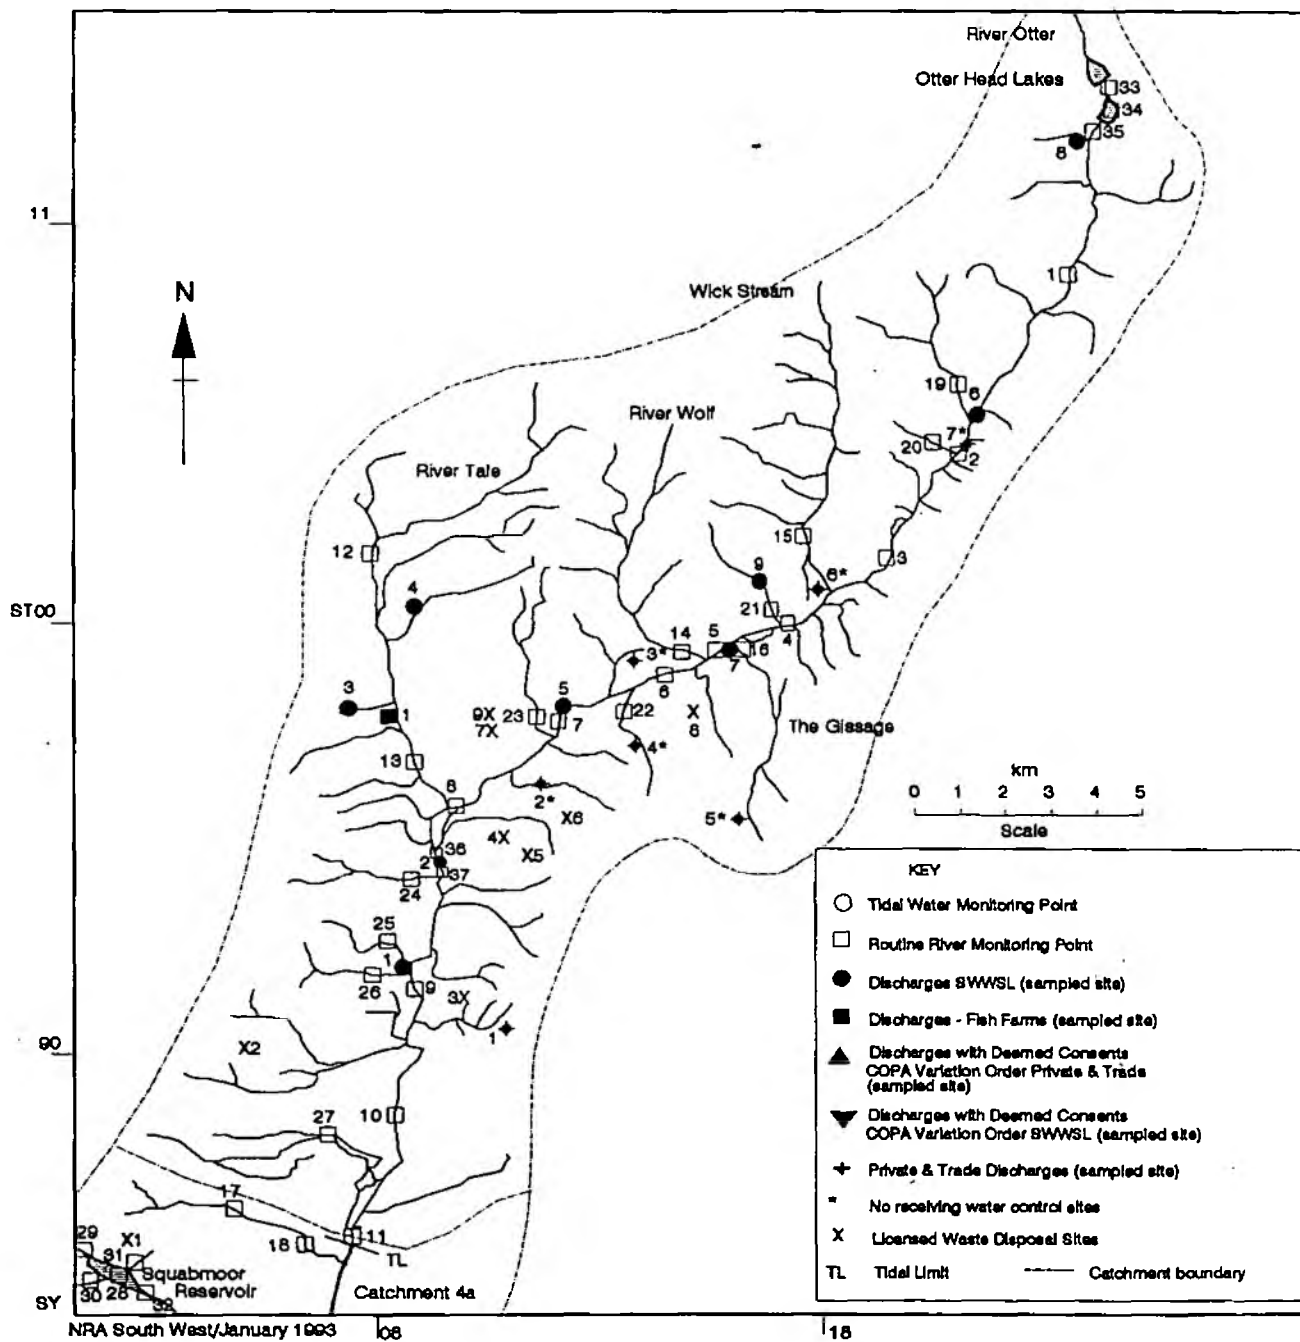 River Otter
Otter Head Lakes
33
34
35
8
11
1
N
Wick Stream
19
6
River Wolf
7*
20
2
River Tale
15
3
12
9
6*
4
21
ST00
4
14
5
16
3*
7
6
3
5
1
9X
7X
23
7
22
X
8
The Gissage
4*
13
km
8
2*
0 1 2 3 4 5
X6
5*
Scale
4X
X5
36
2
37
24
KEY
Tidal Water Monitoring Point
25
Routine River Monitoring Point
1
26
9
3X
Discharges SWWSL (sampled site)
1
Discharges - Fish Farms (sampled site)
X2
90
Discharges with Deemed Consents
COPA Variation Order Private & Trade
(sampled site)
10
27
Discharges with Deemed Consents
COPA Variation Order SWWSL (sampled site)
Private & Trade Discharges (sampled site)
17
* No receiving water control sites
29
X1
18
11
X Licensed Waste Disposal Sites
31
TL
Squabmoor
Reservoir
TL Tidal Limit
Catchment boundary
30
28
32
Catchment 4a
SY
NRA South West/January 1993
08
18